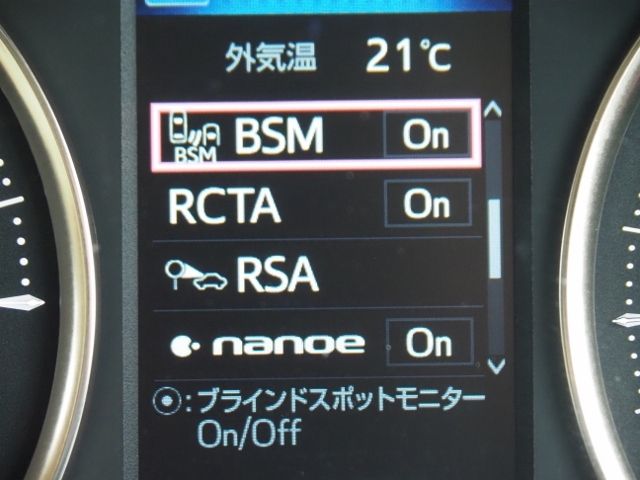 外気温 21℃
BSM BSM On
RCTA On
RSA
nanoe On
⦿:ブラインドスポットモニター
On/Off